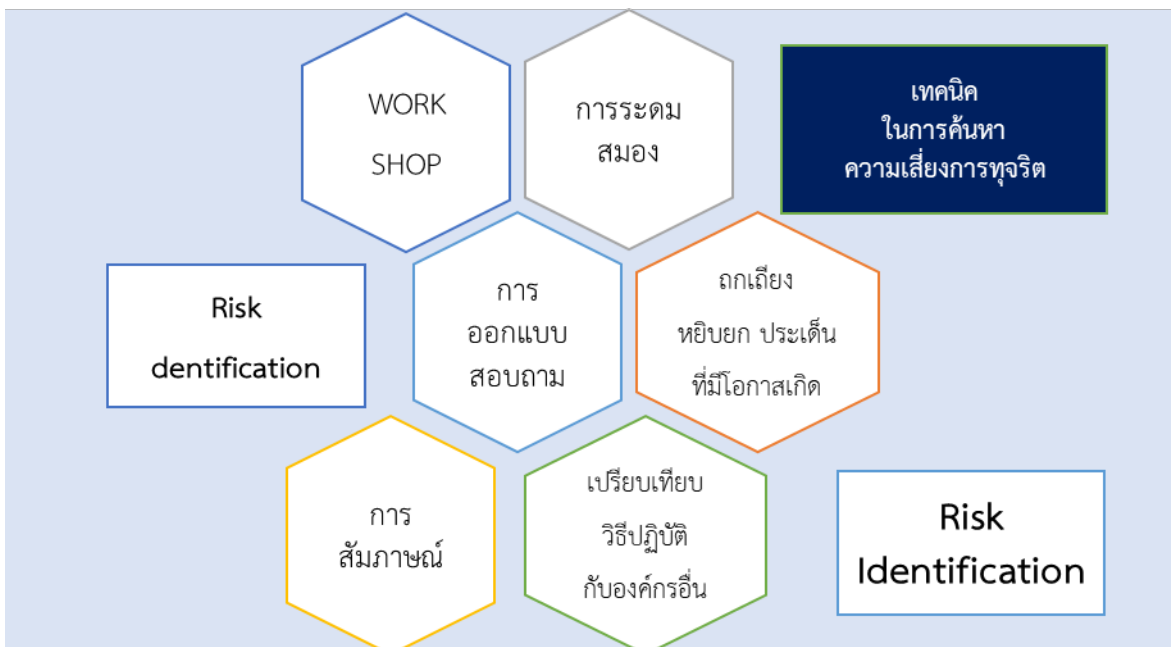 WORK
SHOP
การระดม
สมอง
เทคนิค
ในการค้นหา
ความเสี่ยงการทุจริต
Risk
dentification
การ
ออกแบบ
สอบถาม
ถกเถียง
หยิบยก ประเด็น
ที่มีโอกาสเกิด
การ
สัมภาษณ์
เปรียบเทียบ
วิธีปฏิบัติ
กับองค์กรอื่น
Risk
Identification